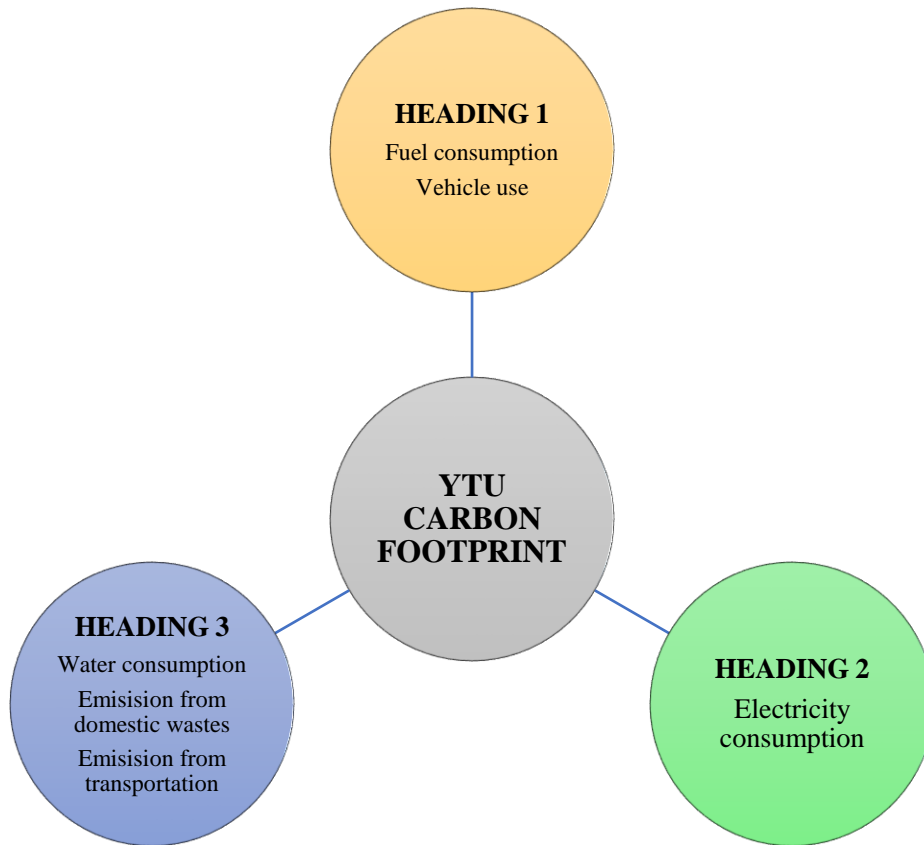 HEADING 1
Fuel consumption
Vehicle use
YTU
CARBON
FOOTPRINT
HEADING 3
Water consumption
Emisision from
domestic wastes
Emisision from
transportation
HEADING 2
Electricity
consumption